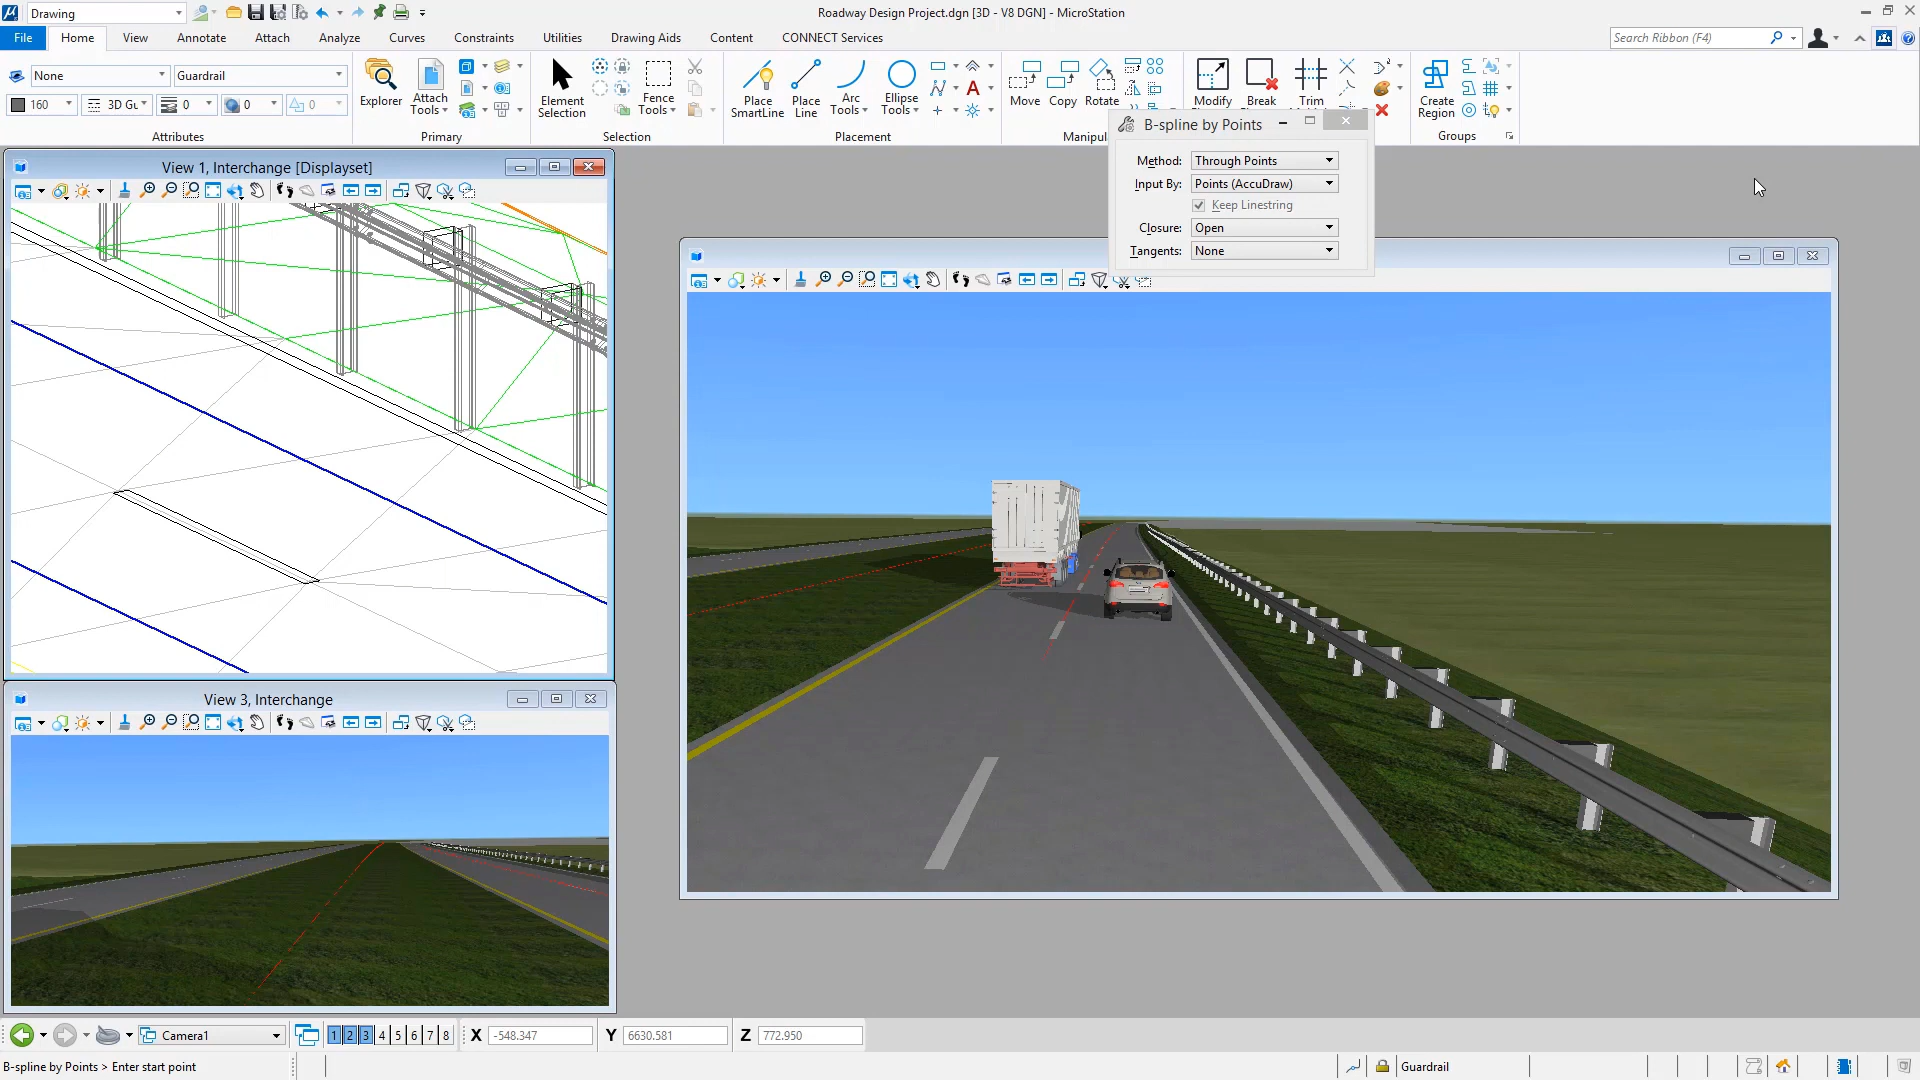 Drawing
Roadway Design Project.dgn [3D - V8 DGN] - MicroStation
File Home View Annotate Attach Analyze Curves Constraints Utilities Drawing Aids Content CONNECT Services
Search Ribbon (F4)
None Guardrail
160 3D Gu 0 0 0
Attributes
Explorer
Attach Tools
Primary
Element Selection
Fence Tools
Selection
Place SmartLine
Place Line
Arc Tools
Ellipse Tools
Placement
Move Copy Rotate
Manipul
Modify Break Trim
Create Region
Groups
B-spline by Points
Method: Through Points
Input By: Points (AccuDraw)
Keep Linestring
Closure: Open
Tangents: None
View 1, Interchange [Displayset]
View 3, Interchange
Camera1
1 2 3 4 5 6 7 8
X -548.347 Y 6630.581 Z 772.950
B-spline by Points > Enter start point
Guardrail